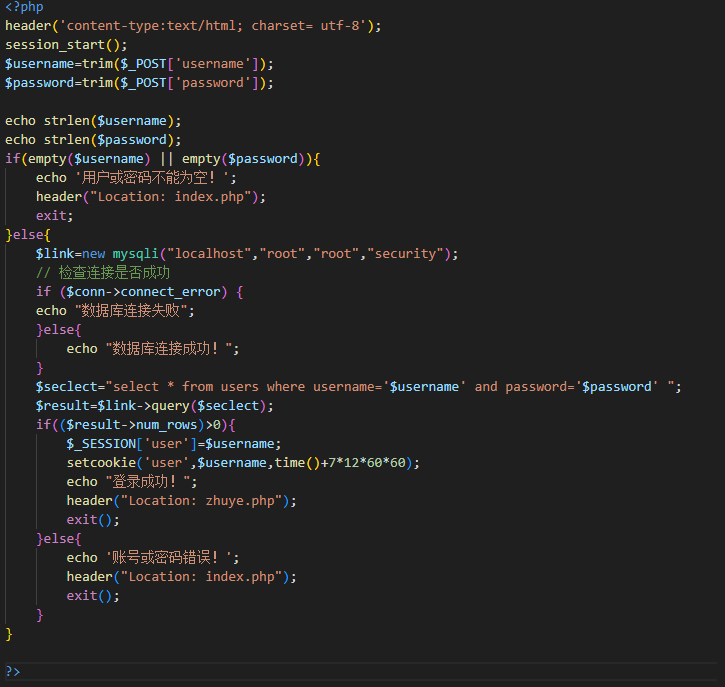 <?php
header('content-type:text/html; charset= utf-8');
session_start();
$username=trim($_POST['username']);
$password=trim($_POST['password']);
echo strlen($username);
echo strlen($password);
if(empty($username) || empty($password)){
    echo '用户或密码不能为空！';
    header("Location: index.php");
    exit;
}else{
    $link=new mysqli("localhost","root","root","security");
    // 检查连接是否成功
    if ($conn->connect_error) {
    echo "数据库连接失败";
    }else{
        echo "数据库连接成功！";
    }
    $seclect="select * from users where username='$username' and password='$password' ";
    $result=$link->query($seclect);
    if(($result->num_rows)>0){
        $_SESSION['user']=$username;
        setcookie('user',$username,time()+7*12*60*60);
        echo "登录成功！";
        header("Location: zhuye.php");
        exit();
    }else{
        echo '账号或密码错误！';
        header("Location: index.php");
        exit();
    }
}
?>